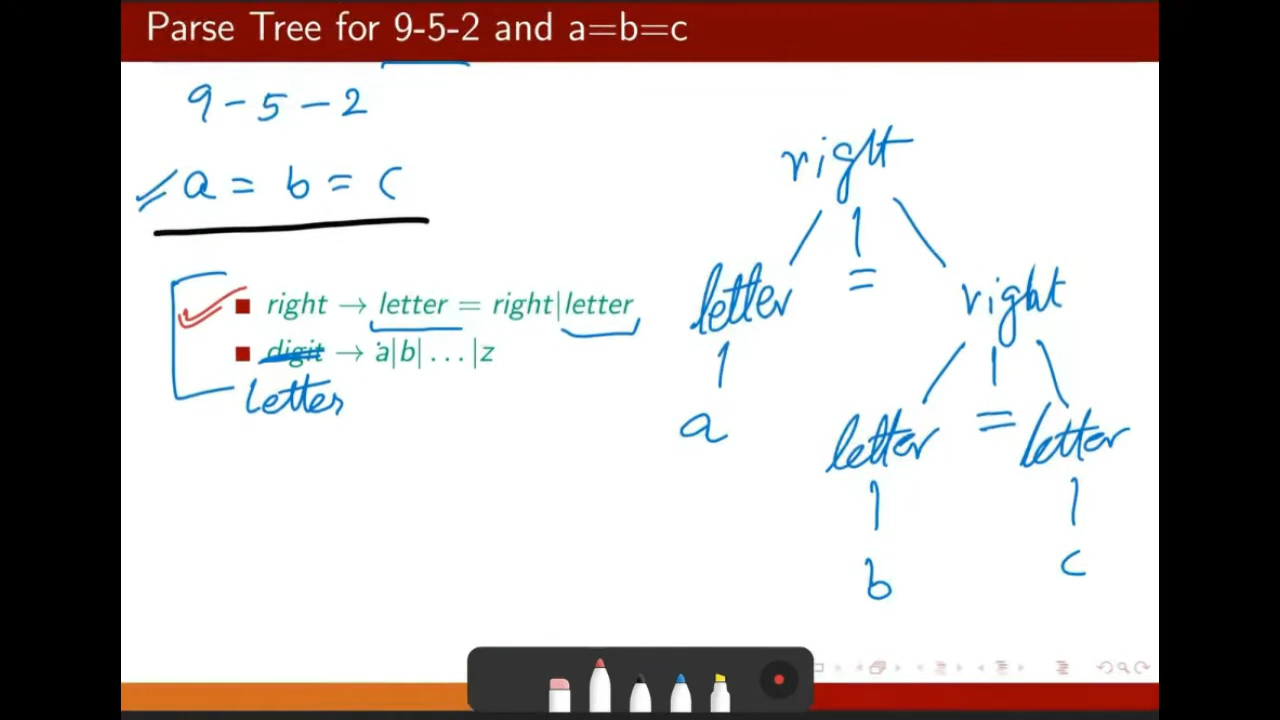 Parse Tree for 9-5-2 and a=b=c
9 - 5 - 2
a = b = c
right → letter = right|letter
digit → a|b| . . . |z
letter
right
letter = right
a
letter = letter
b c